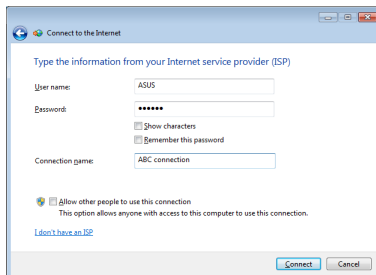 Connect to the Internet
Type the information from your Internet service provider (ISP)
User name: ASUS
Password: ••••••
Show characters
Remember this password
Connection name: ABC connection
Allow other people to use this connection
This option allows anyone with access to this computer to use this connection.
I don't have an ISP
Connect Cancel